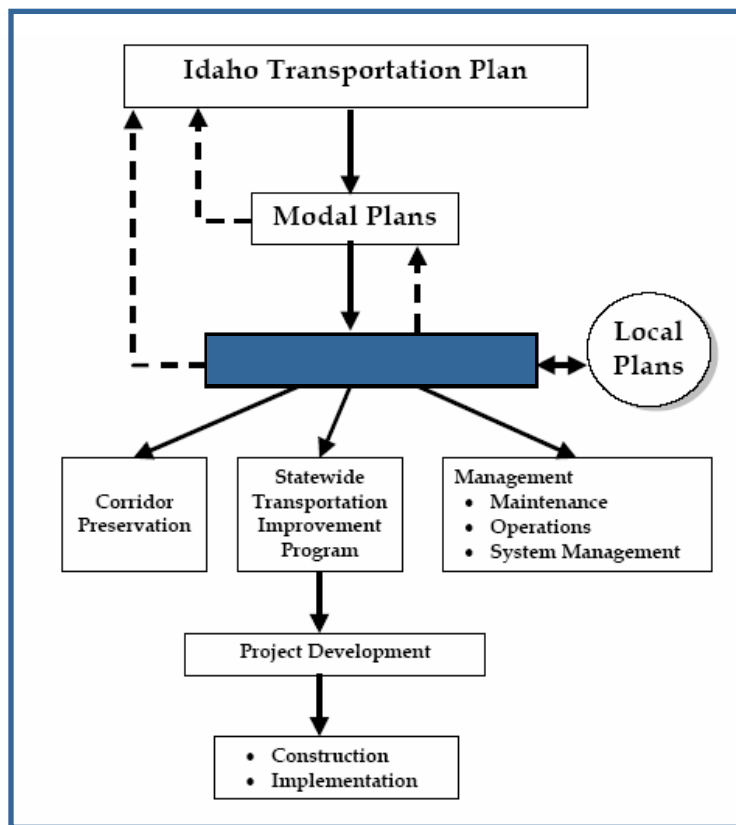 Idaho Transportation Plan
Modal Plans
Local
Plans
Corridor
Preservation
Statewide
Transportation
Improvement
Program
Management
• Maintenance
• Operations
• System Management
Project Development
• Construction
• Implementation